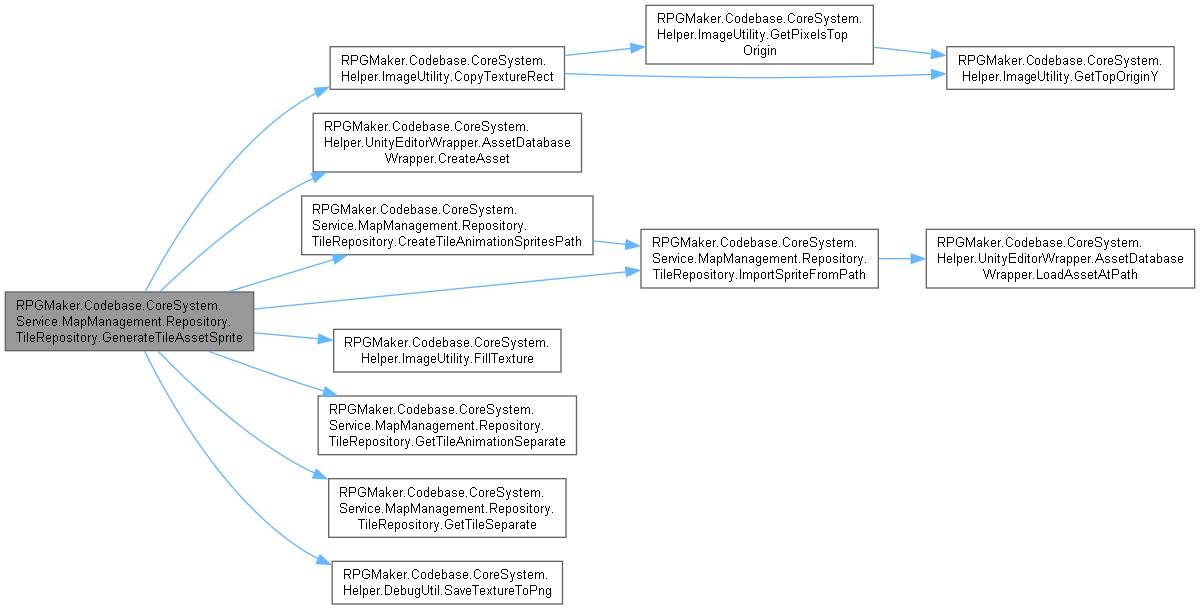 RPGMaker.Codebase.CoreSystem.
Helper.ImageUtility.GetPixelsTop
Origin
RPGMaker.Codebase.CoreSystem.
Helper.ImageUtility.CopyTextureRect
RPGMaker.Codebase.CoreSystem.
Helper.ImageUtility.GetTopOriginY
RPGMaker.Codebase.CoreSystem.
Helper.UnityEditorWrapper.AssetDatabase
Wrapper.CreateAsset
RPGMaker.Codebase.CoreSystem.
Service.MapManagement.Repository.
TileRepository.CreateTileAnimationSpritesPath
RPGMaker.Codebase.CoreSystem.
Service.MapManagement.Repository.
TileRepository.ImportSpriteFromPath
RPGMaker.Codebase.CoreSystem.
Helper.UnityEditorWrapper.AssetDatabase
Wrapper.LoadAssetAtPath
RPGMaker.Codebase.CoreSystem.
Service.MapManagement.Repository.
TileRepository.GenerateTileAssetSprite
RPGMaker.Codebase.CoreSystem.
Helper.ImageUtility.FillTexture
RPGMaker.Codebase.CoreSystem.
Service.MapManagement.Repository.
TileRepository.GetTileAnimationSeparate
RPGMaker.Codebase.CoreSystem.
Service.MapManagement.Repository.
TileRepository.GetTileSeparate
RPGMaker.Codebase.CoreSystem.
Helper.DebugUtil.SaveTextureToPng